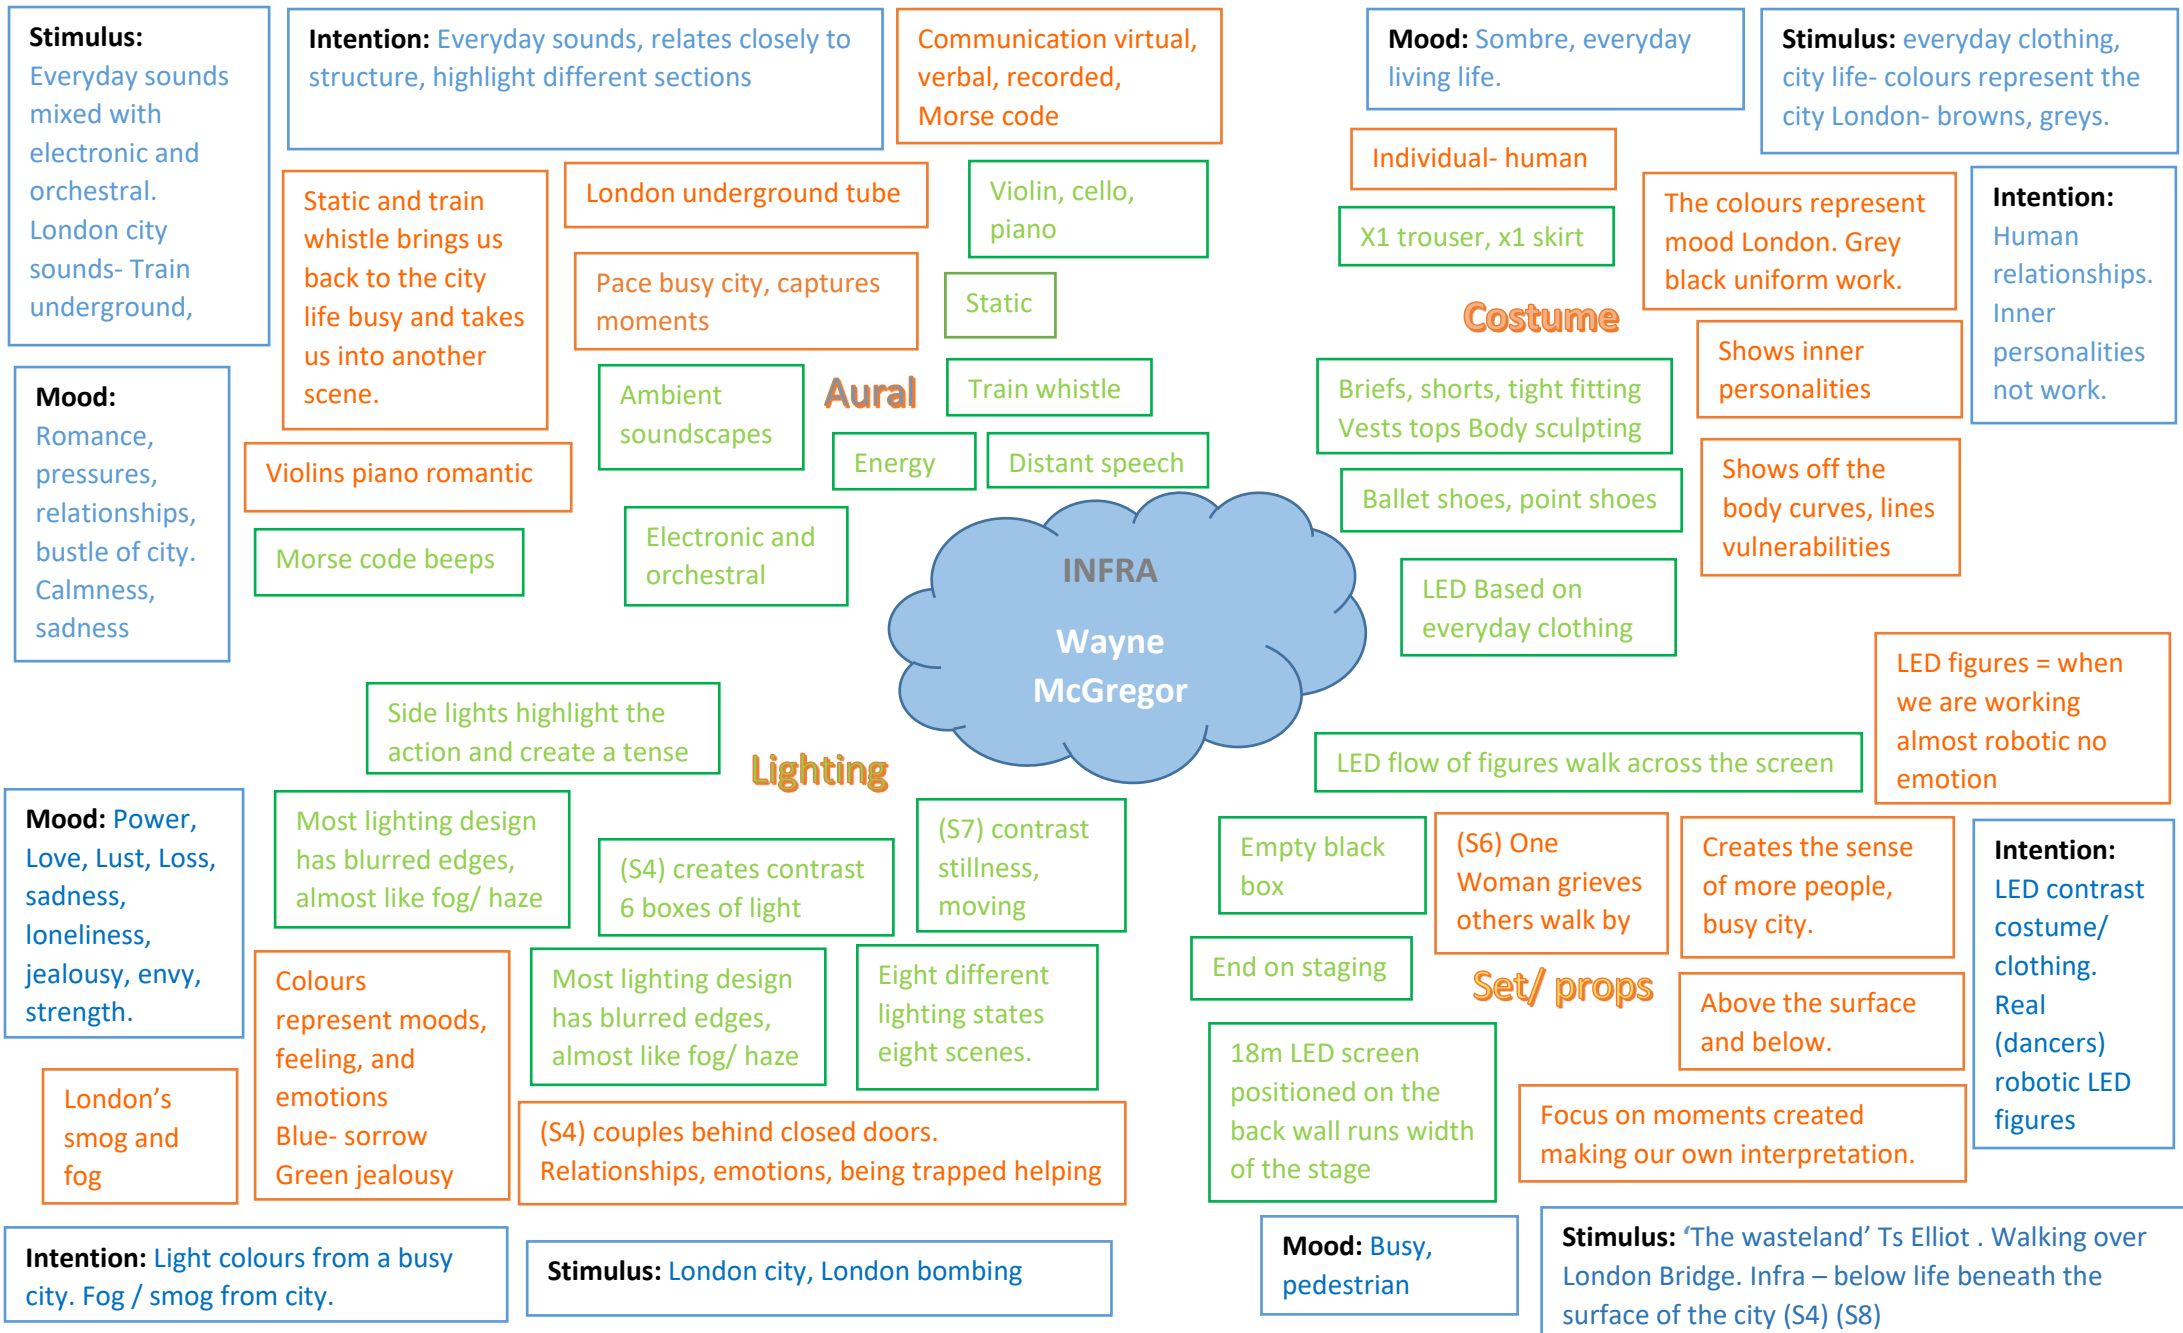 Stimulus:
Everyday sounds
mixed with
electronic and
orchestral.
London city
sounds- Train
underground,
Intention: Everyday sounds, relates closely to
structure, highlight different sections
Communication virtual,
verbal, recorded,
Morse code
Static and train
whistle brings us
back to the city
life busy and takes
us into another
scene.
London underground tube
Violin, cello,
piano
Pace busy city, captures
moments
Static
Mood:
Romance,
pressures,
relationships,
bustle of city.
Calmness,
sadness
Ambient
soundscapes
Aural
Train whistle
Violins piano romantic
Energy
Distant speech
Morse code beeps
Electronic and
orchestral
Mood: Sombre, everyday
living life.
Stimulus: everyday clothing,
city life- colours represent the
city London- browns, greys.
Individual- human
X1 trouser, x1 skirt
The colours represent
mood London. Grey
black uniform work.
Intention:
Human
relationships.
Inner
personalities
not work.
Costume
Shows inner
personalities
Briefs, shorts, tight fitting
Vests tops Body sculpting
Ballet shoes, point shoes
Shows off the
body curves, lines
vulnerabilities
LED Based on
everyday clothing
INFRA
Wayne
McGregor
Side lights highlight the
action and create a tense
Lighting
Mood: Power,
Love, Lust, Loss,
sadness,
loneliness,
jealousy, envy,
strength.
Most lighting design
has blurred edges,
almost like fog/ haze
(S4) creates contrast
6 boxes of light
(S7) contrast
stillness,
moving
Colours
represent moods,
feeling, and
emotions
Blue- sorrow
Green jealousy
Most lighting design
has blurred edges,
almost like fog/ haze
Eight different
lighting states
eight scenes.
London's
smog and
fog
(S4) couples behind closed doors.
Relationships, emotions, being trapped helping
Intention: Light colours from a busy
city. Fog / smog from city.
Stimulus: London city, London bombing
LED figures = when
we are working
almost robotic no
emotion
LED flow of figures walk across the screen
Empty black
box
(S6) One
Woman grieves
others walk by
Creates the sense
of more people,
busy city.
Intention:
LED contrast
costume/
clothing.
Real
(dancers)
robotic LED
figures
End on staging
Set/ props
Above the surface
and below.
18m LED screen
positioned on the
back wall runs width
of the stage
Focus on moments created
making our own interpretation.
Mood: Busy,
pedestrian
Stimulus: 'The wasteland' Ts Elliot . Walking over
London Bridge. Infra – below life beneath the
surface of the city (S4) (S8)